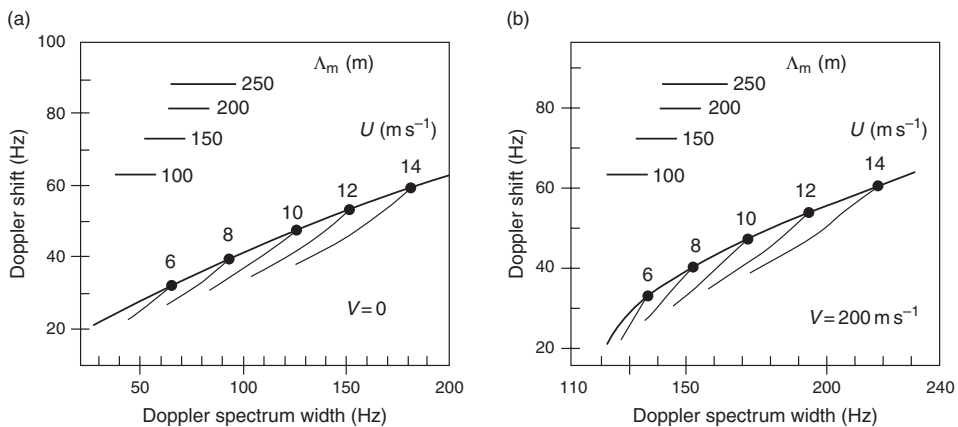 (a)
Doppler shift (Hz)
100
80
60
40
20
Λm (m)
250
200
150
100
U (m s⁻¹)
6
8
10
12
14
V = 0
50
100
150
200
Doppler spectrum width (Hz)
(b)
Doppler shift (Hz)
80
60
40
20
Λm (m)
250
200
150
100
U (m s⁻¹)
6
8
10
12
14
V = 200 m s⁻¹
110
150
200
240
Doppler spectrum width (Hz)